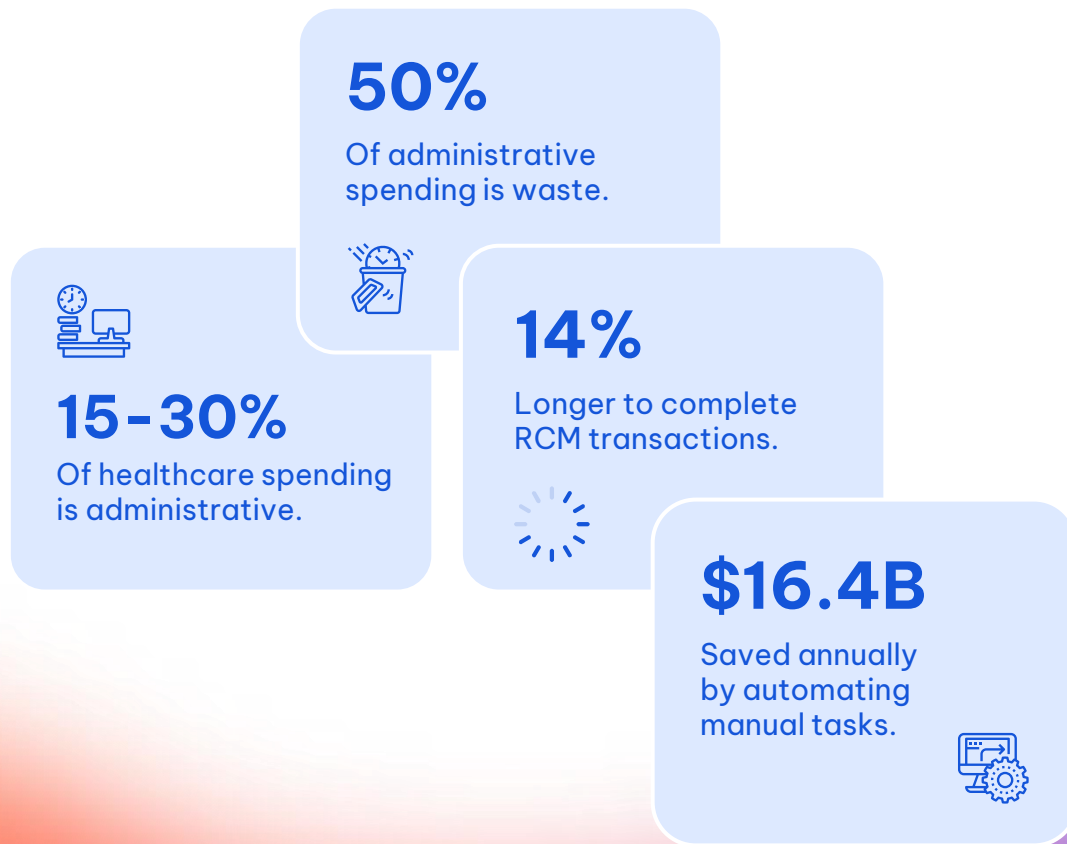 50%
Of administrative
spending is waste.
15-30%
Of healthcare spending
is administrative.
14%
Longer to complete
RCM transactions.
$16.4B
Saved annually
by automating
manual tasks.